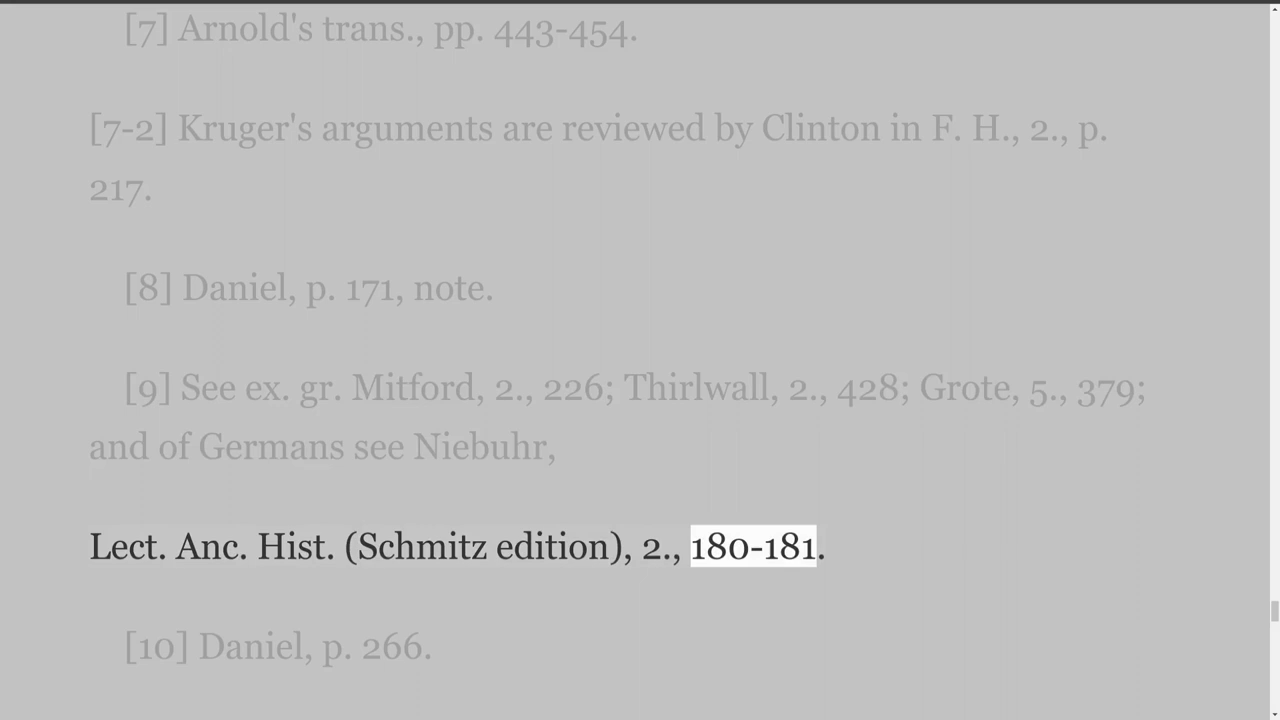 [7] Arnold's trans., pp. 443-454.
[7-2] Kruger's arguments are reviewed by Clinton in F. H., 2., p.
217.
[8] Daniel, p. 171, note.
[9] See ex. gr. Mitford, 2., 226; Thirlwall, 2., 428; Grote, 5., 379;
and of Germans see Niebuhr,
Lect. Anc. Hist. (Schmitz edition), 2., 180-181.
[10] Daniel, p. 266.